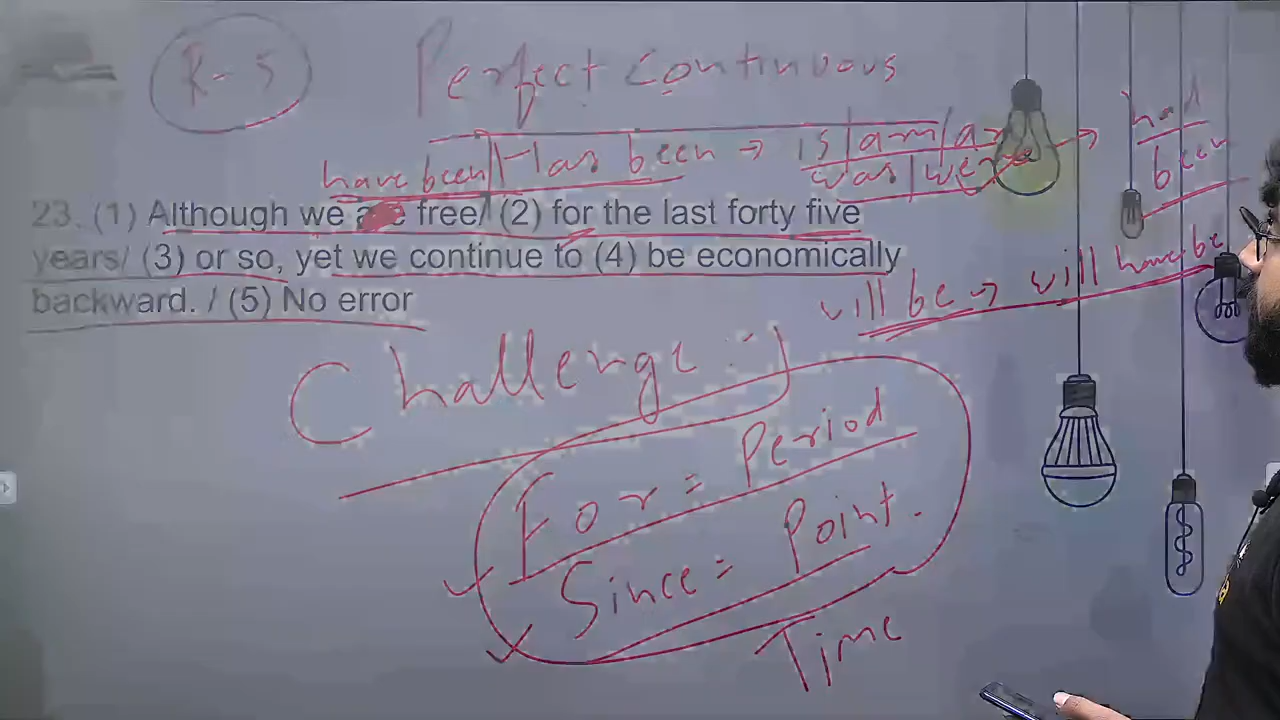 R-5
Perfect Continuous
have been | Has been → is | am | are → had been
was | were
23. (1) Although we are free/ (2) for the last forty five
years/ (3) or so, yet we continue to (4) be economically
backward. / (5) No error
will be → will have be
Challenge :-)
For = Period
Since = Point.
Time